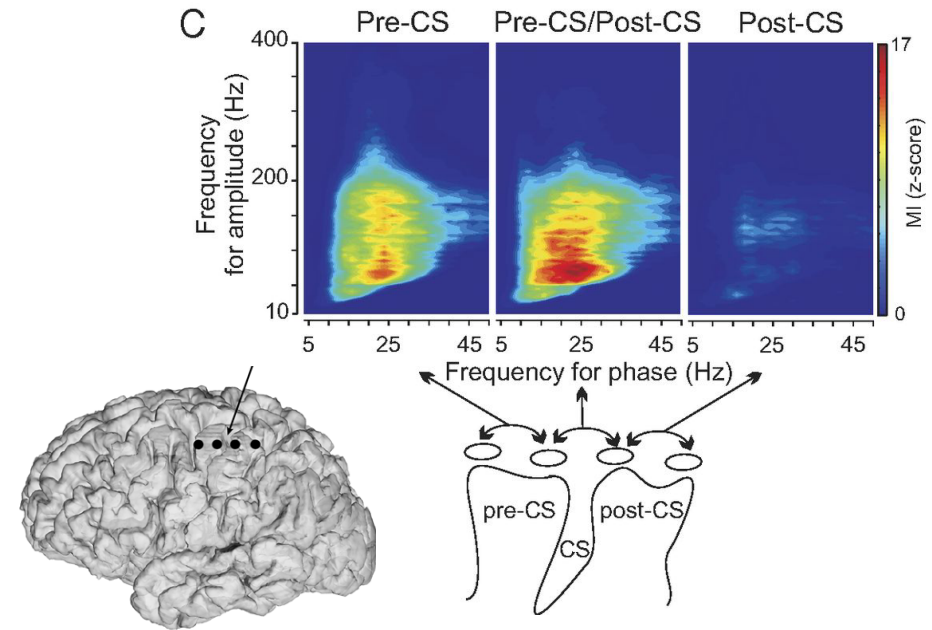 C
Pre-CS
Pre-CS/Post-CS
Post-CS
400
200
10
Frequency
for amplitude (Hz)
17
0
MI (z-score)
5 25 45
5 25 45
5 25 45
Frequency for phase (Hz)
pre-CS
CS
post-CS